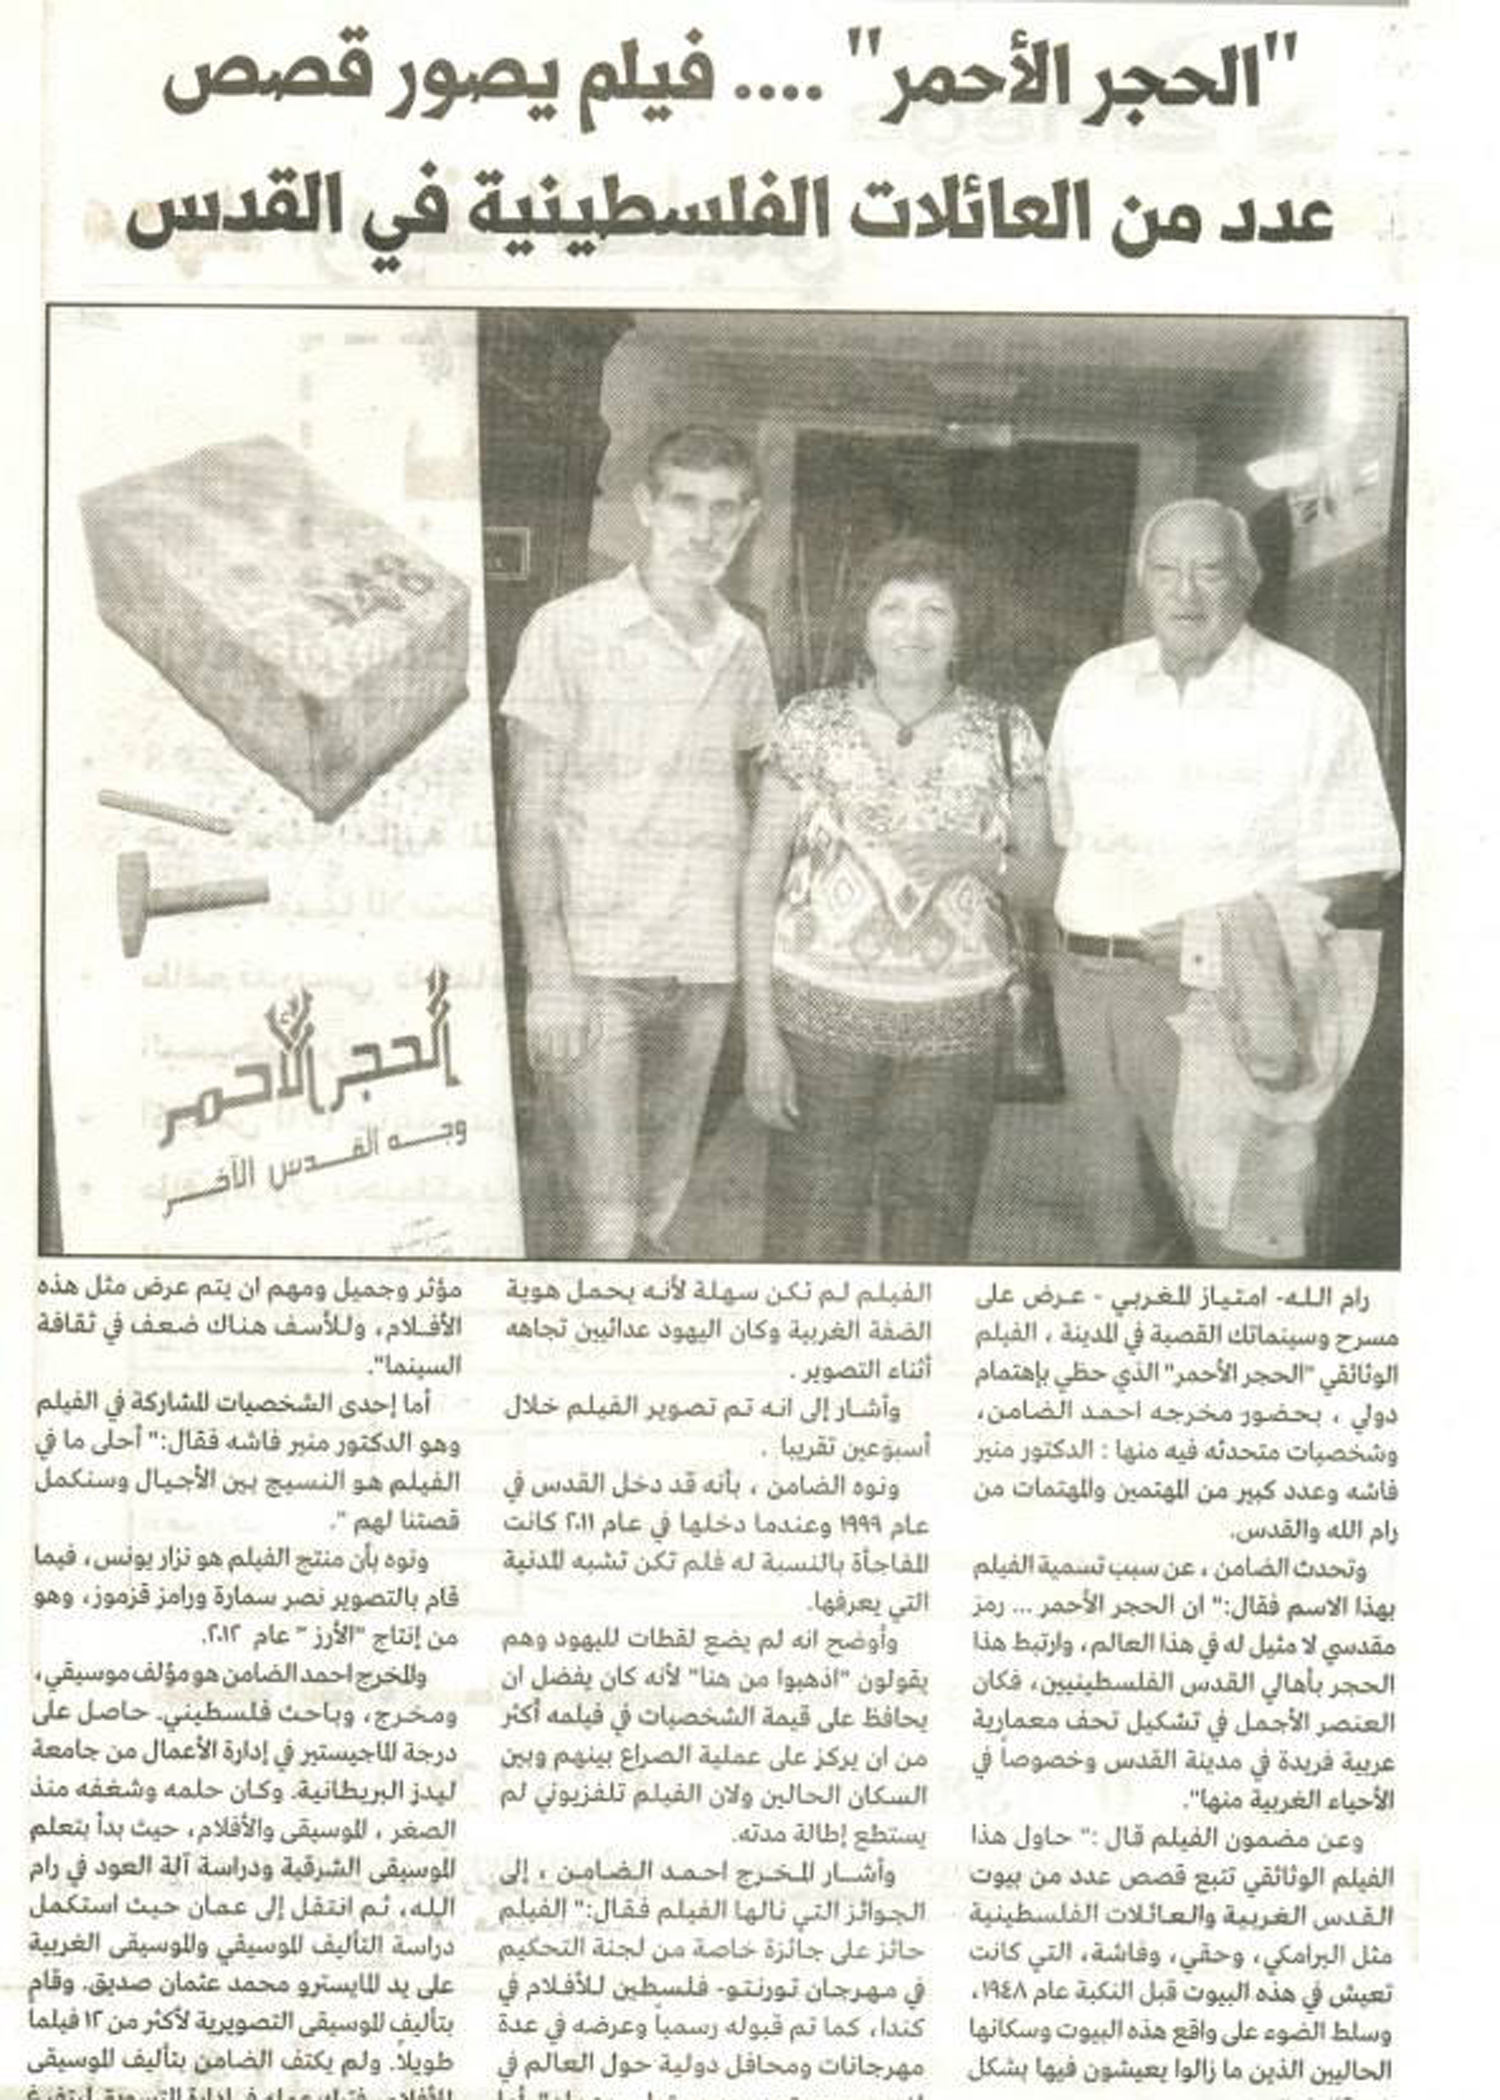 "الحجر الأحمر" .... فيلم يصور قصص
عدد من العائلات الفلسطينية في القدس
الحجر الأحمر
وجه القدس الآخر
رام الله- امتياز المغربي - عرض على
مسرح وسينماتك القصبة في المدينة ، الفيلم
الوثائقي "الحجر الأحمر" الذي حظي بإهتمام
دولي ، بحضور مخرجه احمد الضامن،
وشخصيات متحدثه فيه منها : الدكتور منير
فاشه وعدد كبير من المهتمين والمهتمات من
رام الله والقدس.
وتحدث الضامن ، عن سبب تسمية الفيلم
بهذا الاسم فقال:" ان الحجر الأحمر ... رمز
مقدسي لا مثيل له في هذا العالم، وارتبط هذا
الحجر بأهالي القدس الفلسطينيين، فكان
العنصر الأجمل في تشكيل تحف معمارية
عربية فريدة في مدينة القدس وخصوصاً في
الأحياء الغربية منها".
وعن مضمون الفيلم قال :" حاول هذا
الفيلم الوثائقي تتبع قصص عدد من بيوت
القدس الغربية والعائلات الفلسطينية
مثل البرامكي، وحقي، وفاشة، التي كانت
تعيش في هذه البيوت قبل النكبة عام ١٩٤٨،
وسلط الضوء على واقع هذه البيوت وسكانها
الحاليين الذين ما زالوا يعيشون فيها بشكل
الفيلم لم تكن سهلة لأنه يحمل هوية
الضفة الغربية وكان اليهود عدائيين تجاهه
أثناء التصوير .
وأشار إلى انه تم تصوير الفيلم خلال
أسبوعين تقريبا .
ونوه الضامن ، بأنه قد دخل القدس في
عام ١٩٩٩ وعندما دخلها في عام ٢٠١١ كانت
المفاجأة بالنسبة له فلم تكن تشبه المدنية
التي يعرفها.
وأوضح انه لم يضع لقطات لليهود وهم
يقولون "اذهبوا من هنا" لأنه كان يفضل ان
يحافظ على قيمة الشخصيات في فيلمه أكثر
من ان يركز على عملية الصراع بينهم وبين
السكان الحالين ولان الفيلم تلفزيوني لم
يستطع إطالة مدته.
وأشار المخرج احمد الضامن ، إلى
الجوائز التي نالها الفيلم فقال:" الفيلم
حائز على جائزة خاصة من لجنة التحكيم
في مهرجان تورنتو- فلسطين للأفلام في
كندا، كما تم قبوله رسمياً وعرضه في عدة
مهرجانات ومحافل دولية حول العالم في
مؤثر وجميل ومهم ان يتم عرض مثل هذه
الأفلام، وللأسف هناك ضعف في ثقافة
السينما".
أما إحدى الشخصيات المشاركة في الفيلم
وهو الدكتور منير فاشه فقال:" أحلى ما في
الفيلم هو النسيج بين الأجيال وسنكمل
قصتنا لهم ".
ونوه بأن منتج الفيلم هو نزار يونس، فيما
قام بالتصوير نصر سمارة ورامز قزموز، وهو
من إنتاج "الأرز " عام ٢٠١٢.
والمخرج احمد الضامن هو مؤلف موسيقي،
ومخرج، وباحث فلسطيني. حاصل على
درجة الماجيستير في إدارة الأعمال من جامعة
ليدز البريطانية. وكان حلمه وشغفه منذ
الصغر ، الموسيقى والأفلام، حيث بدأ بتعلم
الموسيقى الشرقية ودراسة آلة العود في رام
الله، ثم انتقل إلى عمان حيث استكمل
دراسة التأليف الموسيقي والموسيقى الغربية
على يد المايسترو محمد عثمان صديق. وقام
بتأليف الموسيقى التصويرية لأكثر من ١٢ فيلماً
طويلاً. ولم يكتف الضامن بتأليف الموسيقى